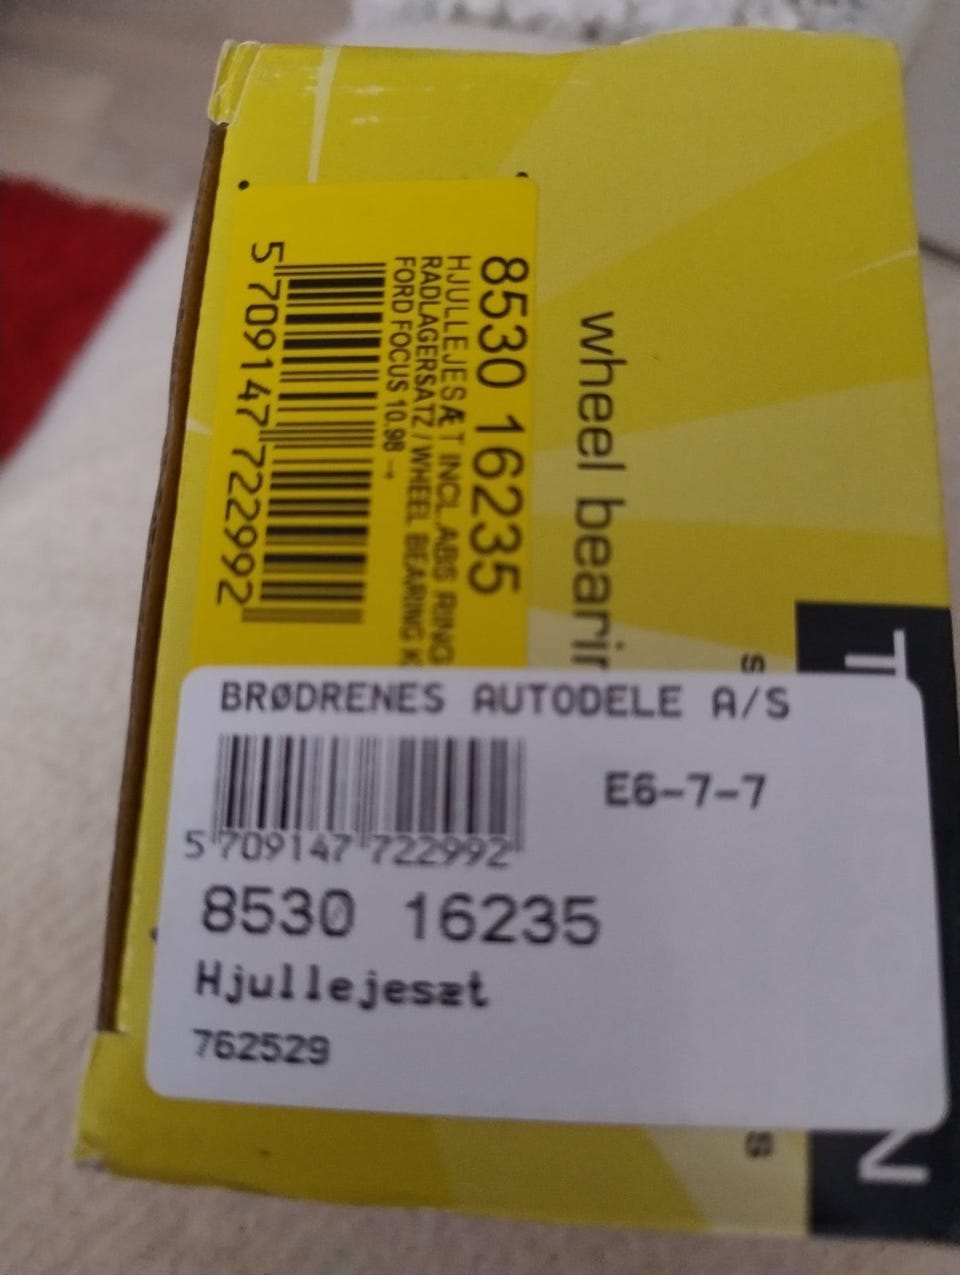 8530 16235
HJULLEJESÆT INCL.ABS RING
RADLAGERSATZ / WHEEL BEARING K
FORD FOCUS 10.98 →
5 709147 722992
wheel bearin
BRØDRENES AUTODELE A/S
E6-7-7
5 709147 722992
8530 16235
Hjullejesæt
762529